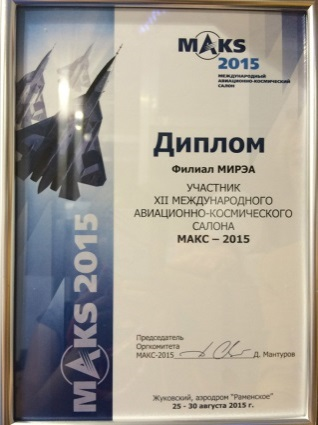 MAKS
2015
МЕЖДУНАРОДНЫЙ
АВИАЦИОННО-КОСМИЧЕСКИЙ
САЛОН
Диплом
Филиал МИРЭА
УЧАСТНИК
XII МЕЖДУНАРОДНОГО
АВИАЦИОННО-КОСМИЧЕСКОГО
САЛОНА
МАКС – 2015
MAKS 2015
Председатель
Оргкомитета
МАКС-2015 Д. Мантуров
Жуковский, аэродром "Раменское"
25 - 30 августа 2015 г.